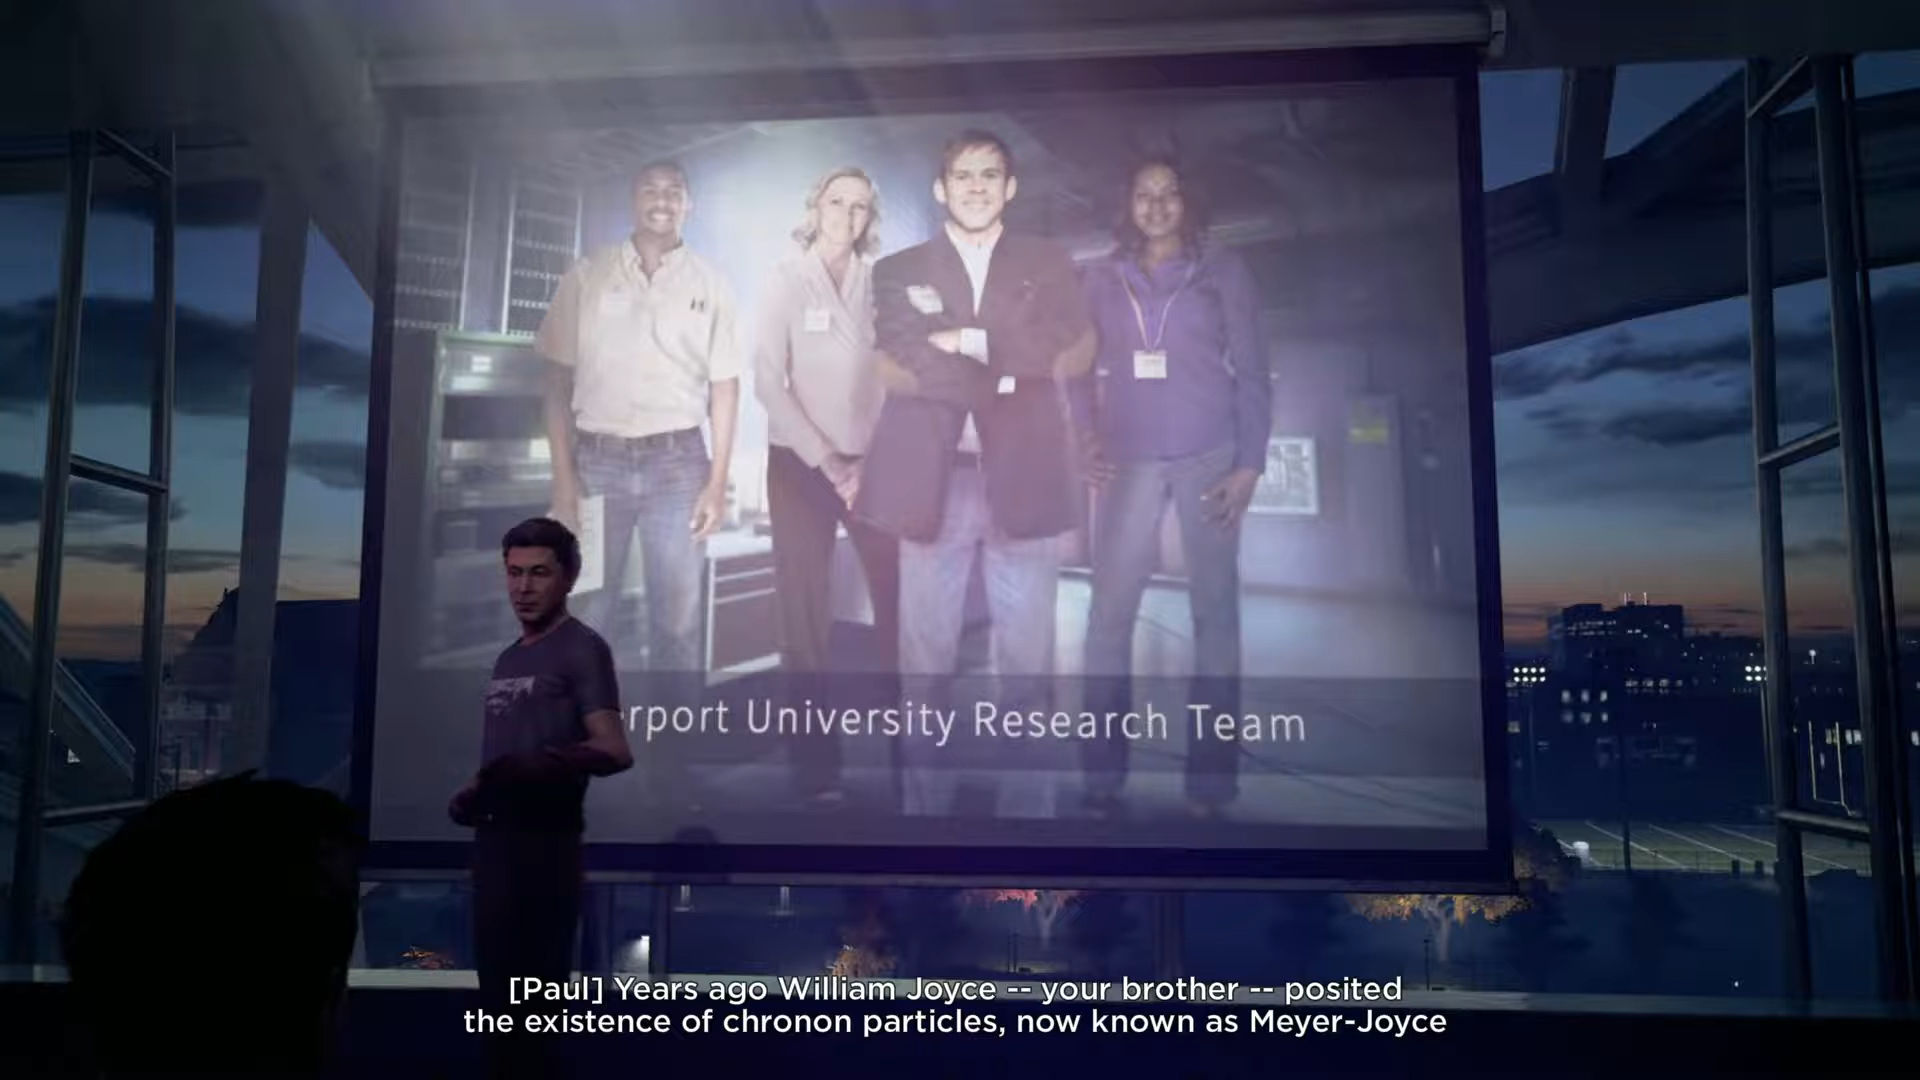 erport University Research Team
[Paul] Years ago William Joyce -- your brother -- posited
the existence of chronon particles, now known as Meyer-Joyce